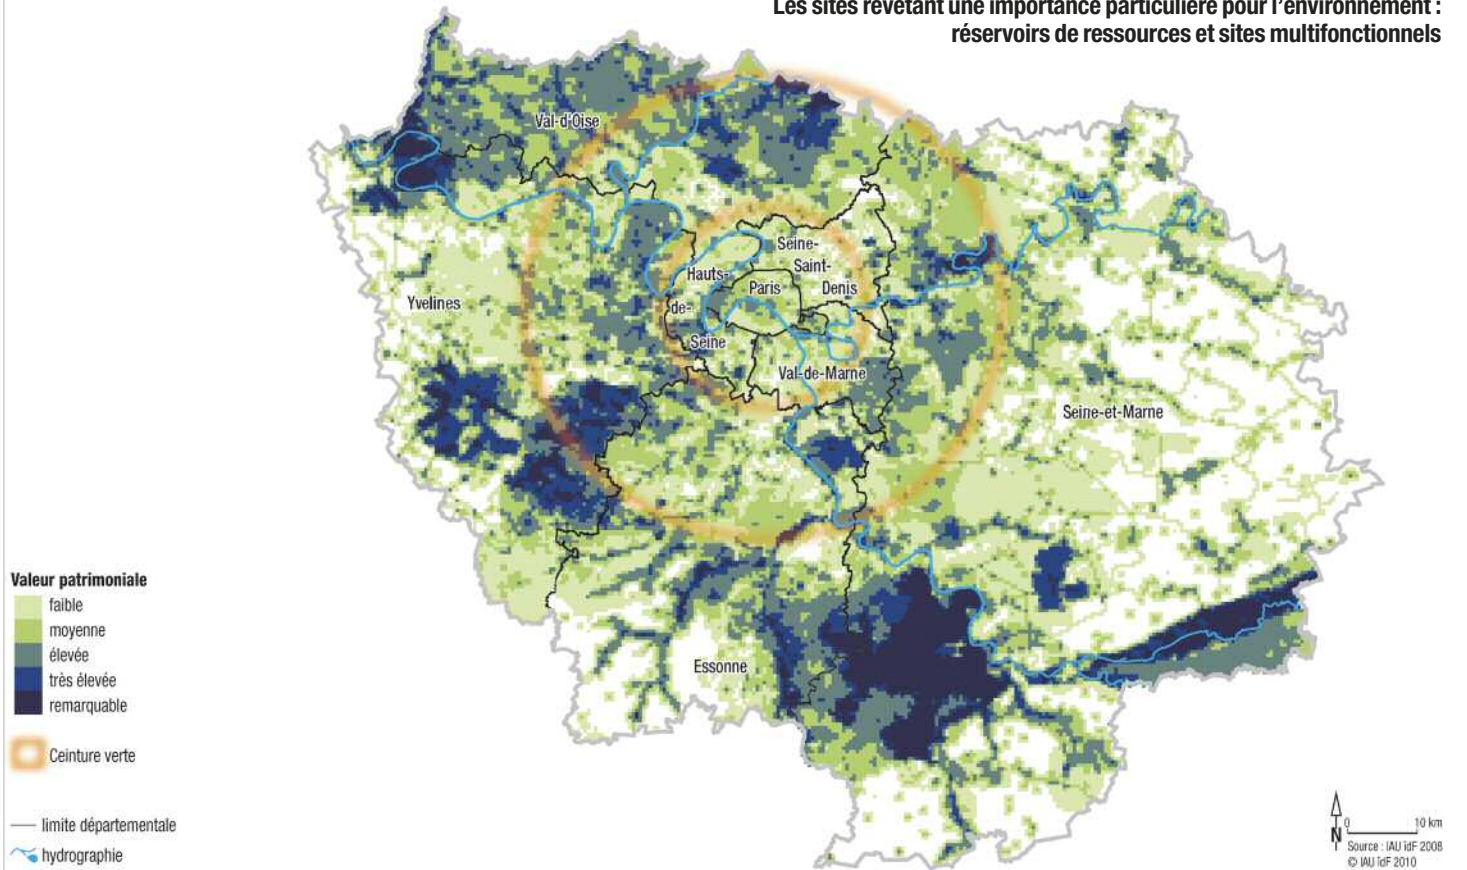 Les sites revêtant une importance particulière pour l'environnement :
réservoirs de ressources et sites multifonctionnels
Val-d'Oise
Seine-
Saint-
Denis
Hauts-
Paris
de-
Seine
Yvelines
Val-de-Marne
Seine-et-Marne
Essonne
Valeur patrimoniale
faible
moyenne
élevée
très élevée
remarquable
Ceinture verte
limite départementale
hydrographie
N
0 10 km
Source : IAU îdF 2008
© IAU îdF 2010